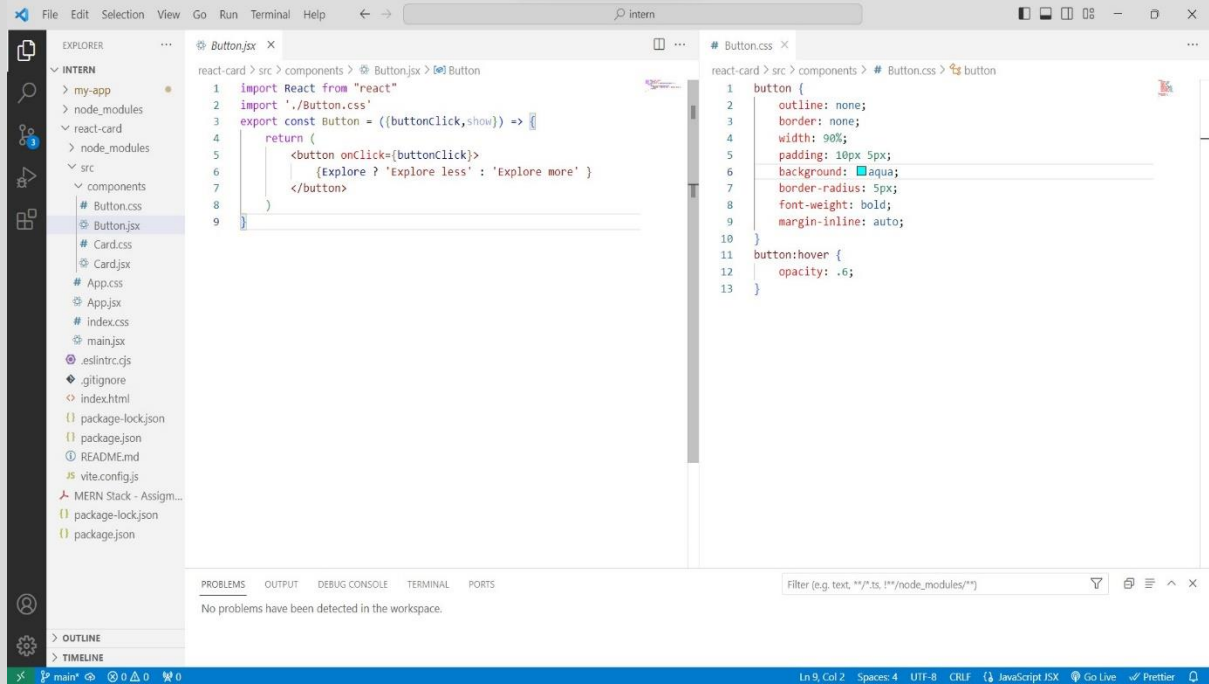 File Edit Selection View Go Run Terminal Help
intern
EXPLORER
INTERN
my-app
node_modules
react-card
node_modules
src
components
# Button.css
Button.jsx
# Card.css
Card.jsx
# App.css
App.jsx
# index.css
main.jsx
.eslintrc.cjs
.gitignore
<> index.html
{} package-lock.json
{} package.json
README.md
JS vite.config.js
MERN Stack - Assigm...
{} package-lock.json
{} package.json
OUTLINE
TIMELINE
3
Button.jsx
react-card > src > components > Button.jsx > Button
1 import React from "react"
2 import './Button.css'
3 export const Button = ({buttonClick,show}) => {
4 return (
5 <button onClick={buttonClick}>
6 {Explore ? 'Explore less' : 'Explore more' }
7 </button>
8 )
9 }
# Button.css
react-card > src > components > # Button.css > button
1 button {
2 outline: none;
3 border: none;
4 width: 90%;
5 padding: 10px 5px;
6 background: aqua;
7 border-radius: 5px;
8 font-weight: bold;
9 margin-inline: auto;
10 }
11 button:hover {
12 opacity: .6;
13 }
PROBLEMS OUTPUT DEBUG CONSOLE TERMINAL PORTS
Filter (e.g. text, **/*.ts, !**/node_modules/**)
No problems have been detected in the workspace.
main* 0 0 0
Ln 9, Col 2 Spaces: 4 UTF-8 CRLF JavaScript JSX Go Live Prettier